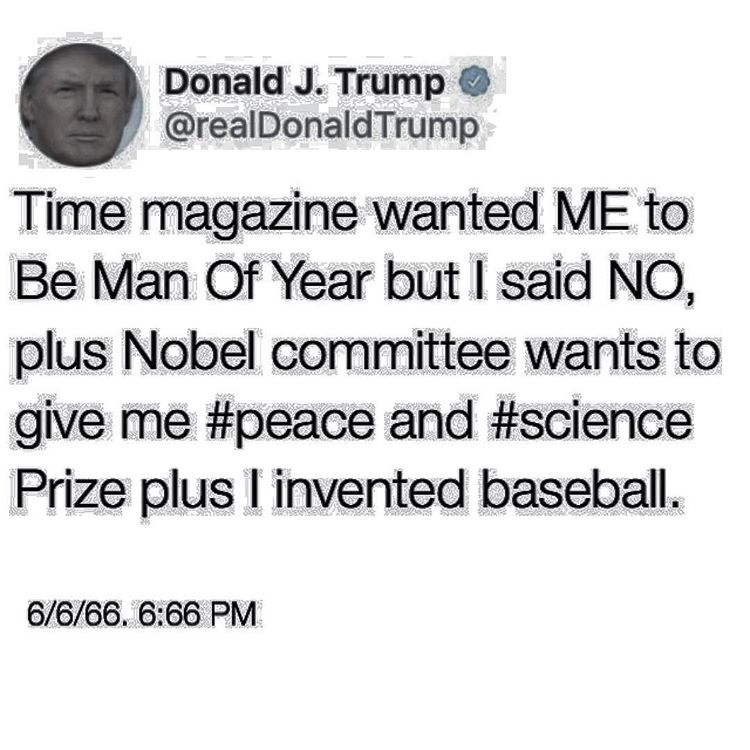 Donald J. Trump
@realDonaldTrump
Time magazine wanted ME to
Be Man Of Year but I said NO,
plus Nobel committee wants to
give me #peace and #science
Prize plus I invented baseball.
6/6/66. 6:66 PM